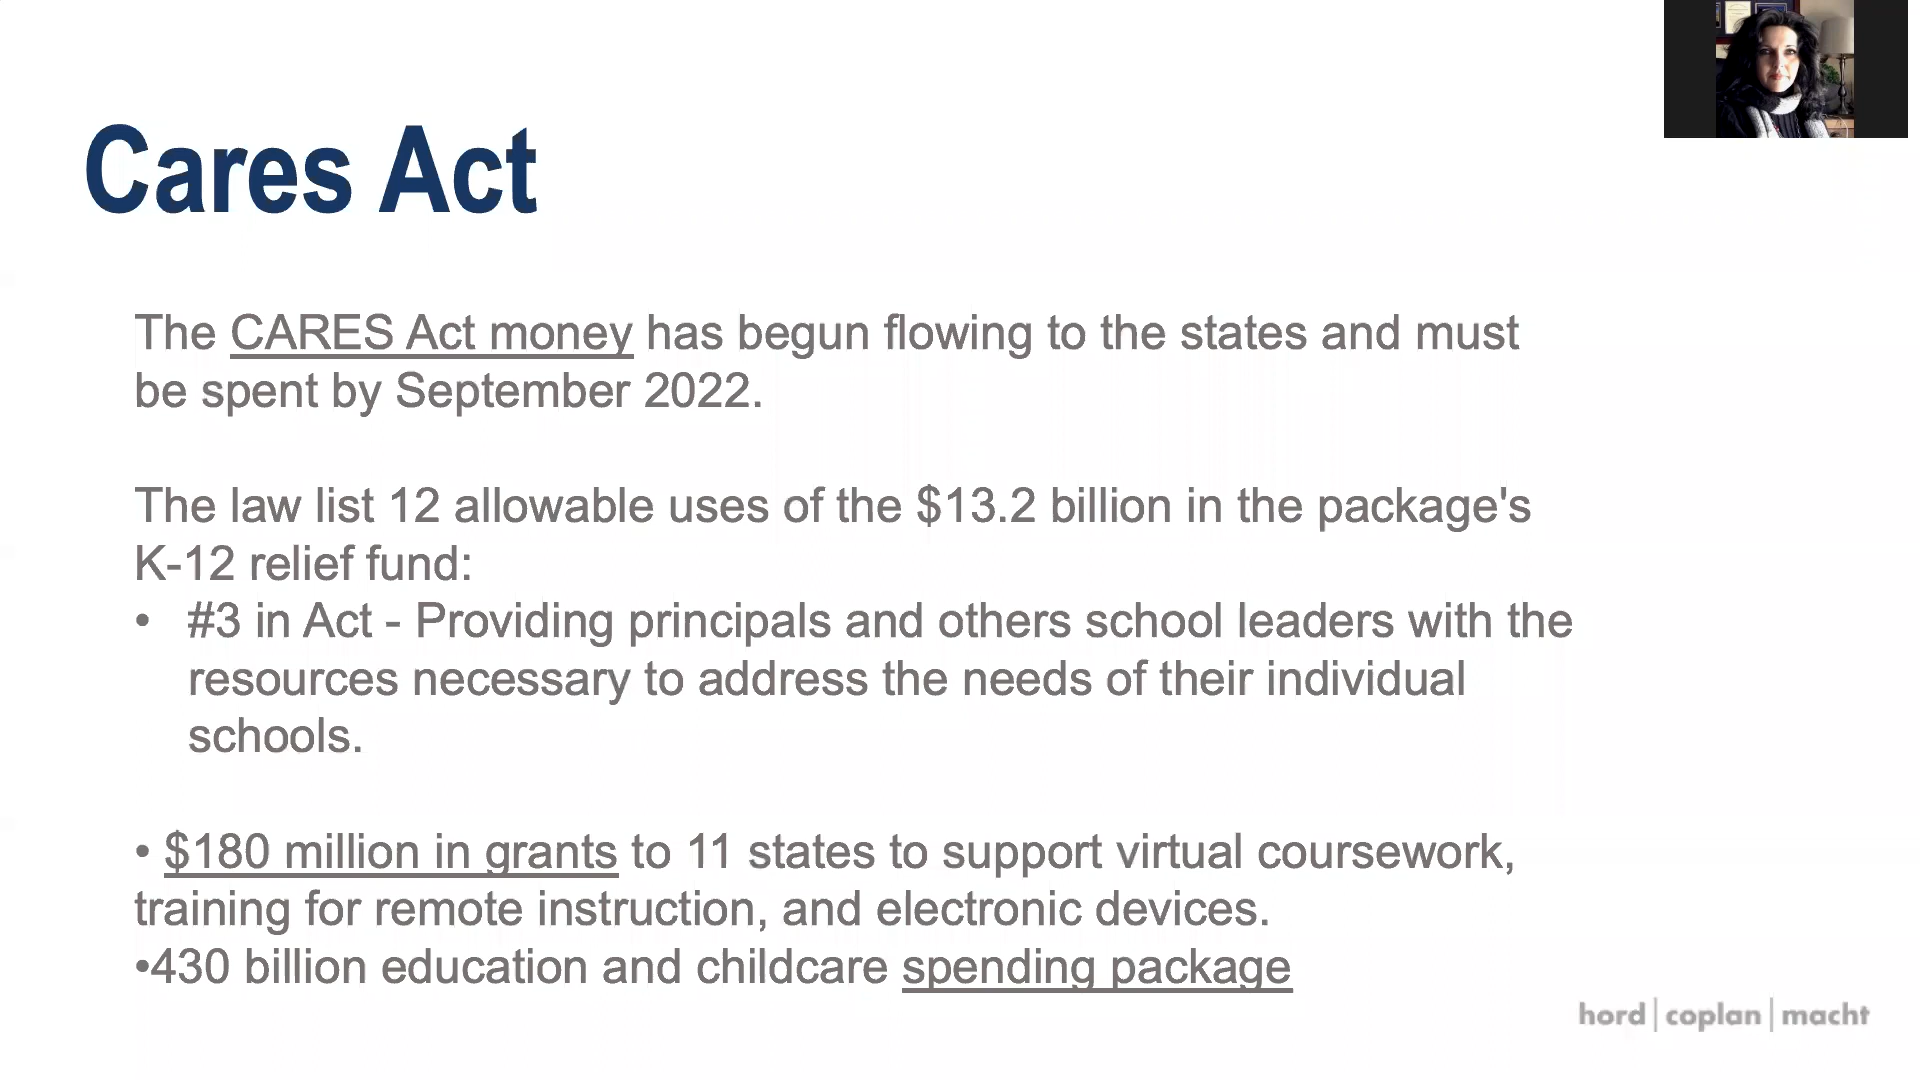 Cares Act
The CARES Act money has begun flowing to the states and must
be spent by September 2022.
The law list 12 allowable uses of the $13.2 billion in the package's
K-12 relief fund:
• #3 in Act - Providing principals and others school leaders with the
resources necessary to address the needs of their individual
schools.
• $180 million in grants to 11 states to support virtual coursework,
training for remote instruction, and electronic devices.
•430 billion education and childcare spending package
hord|coplan|macht